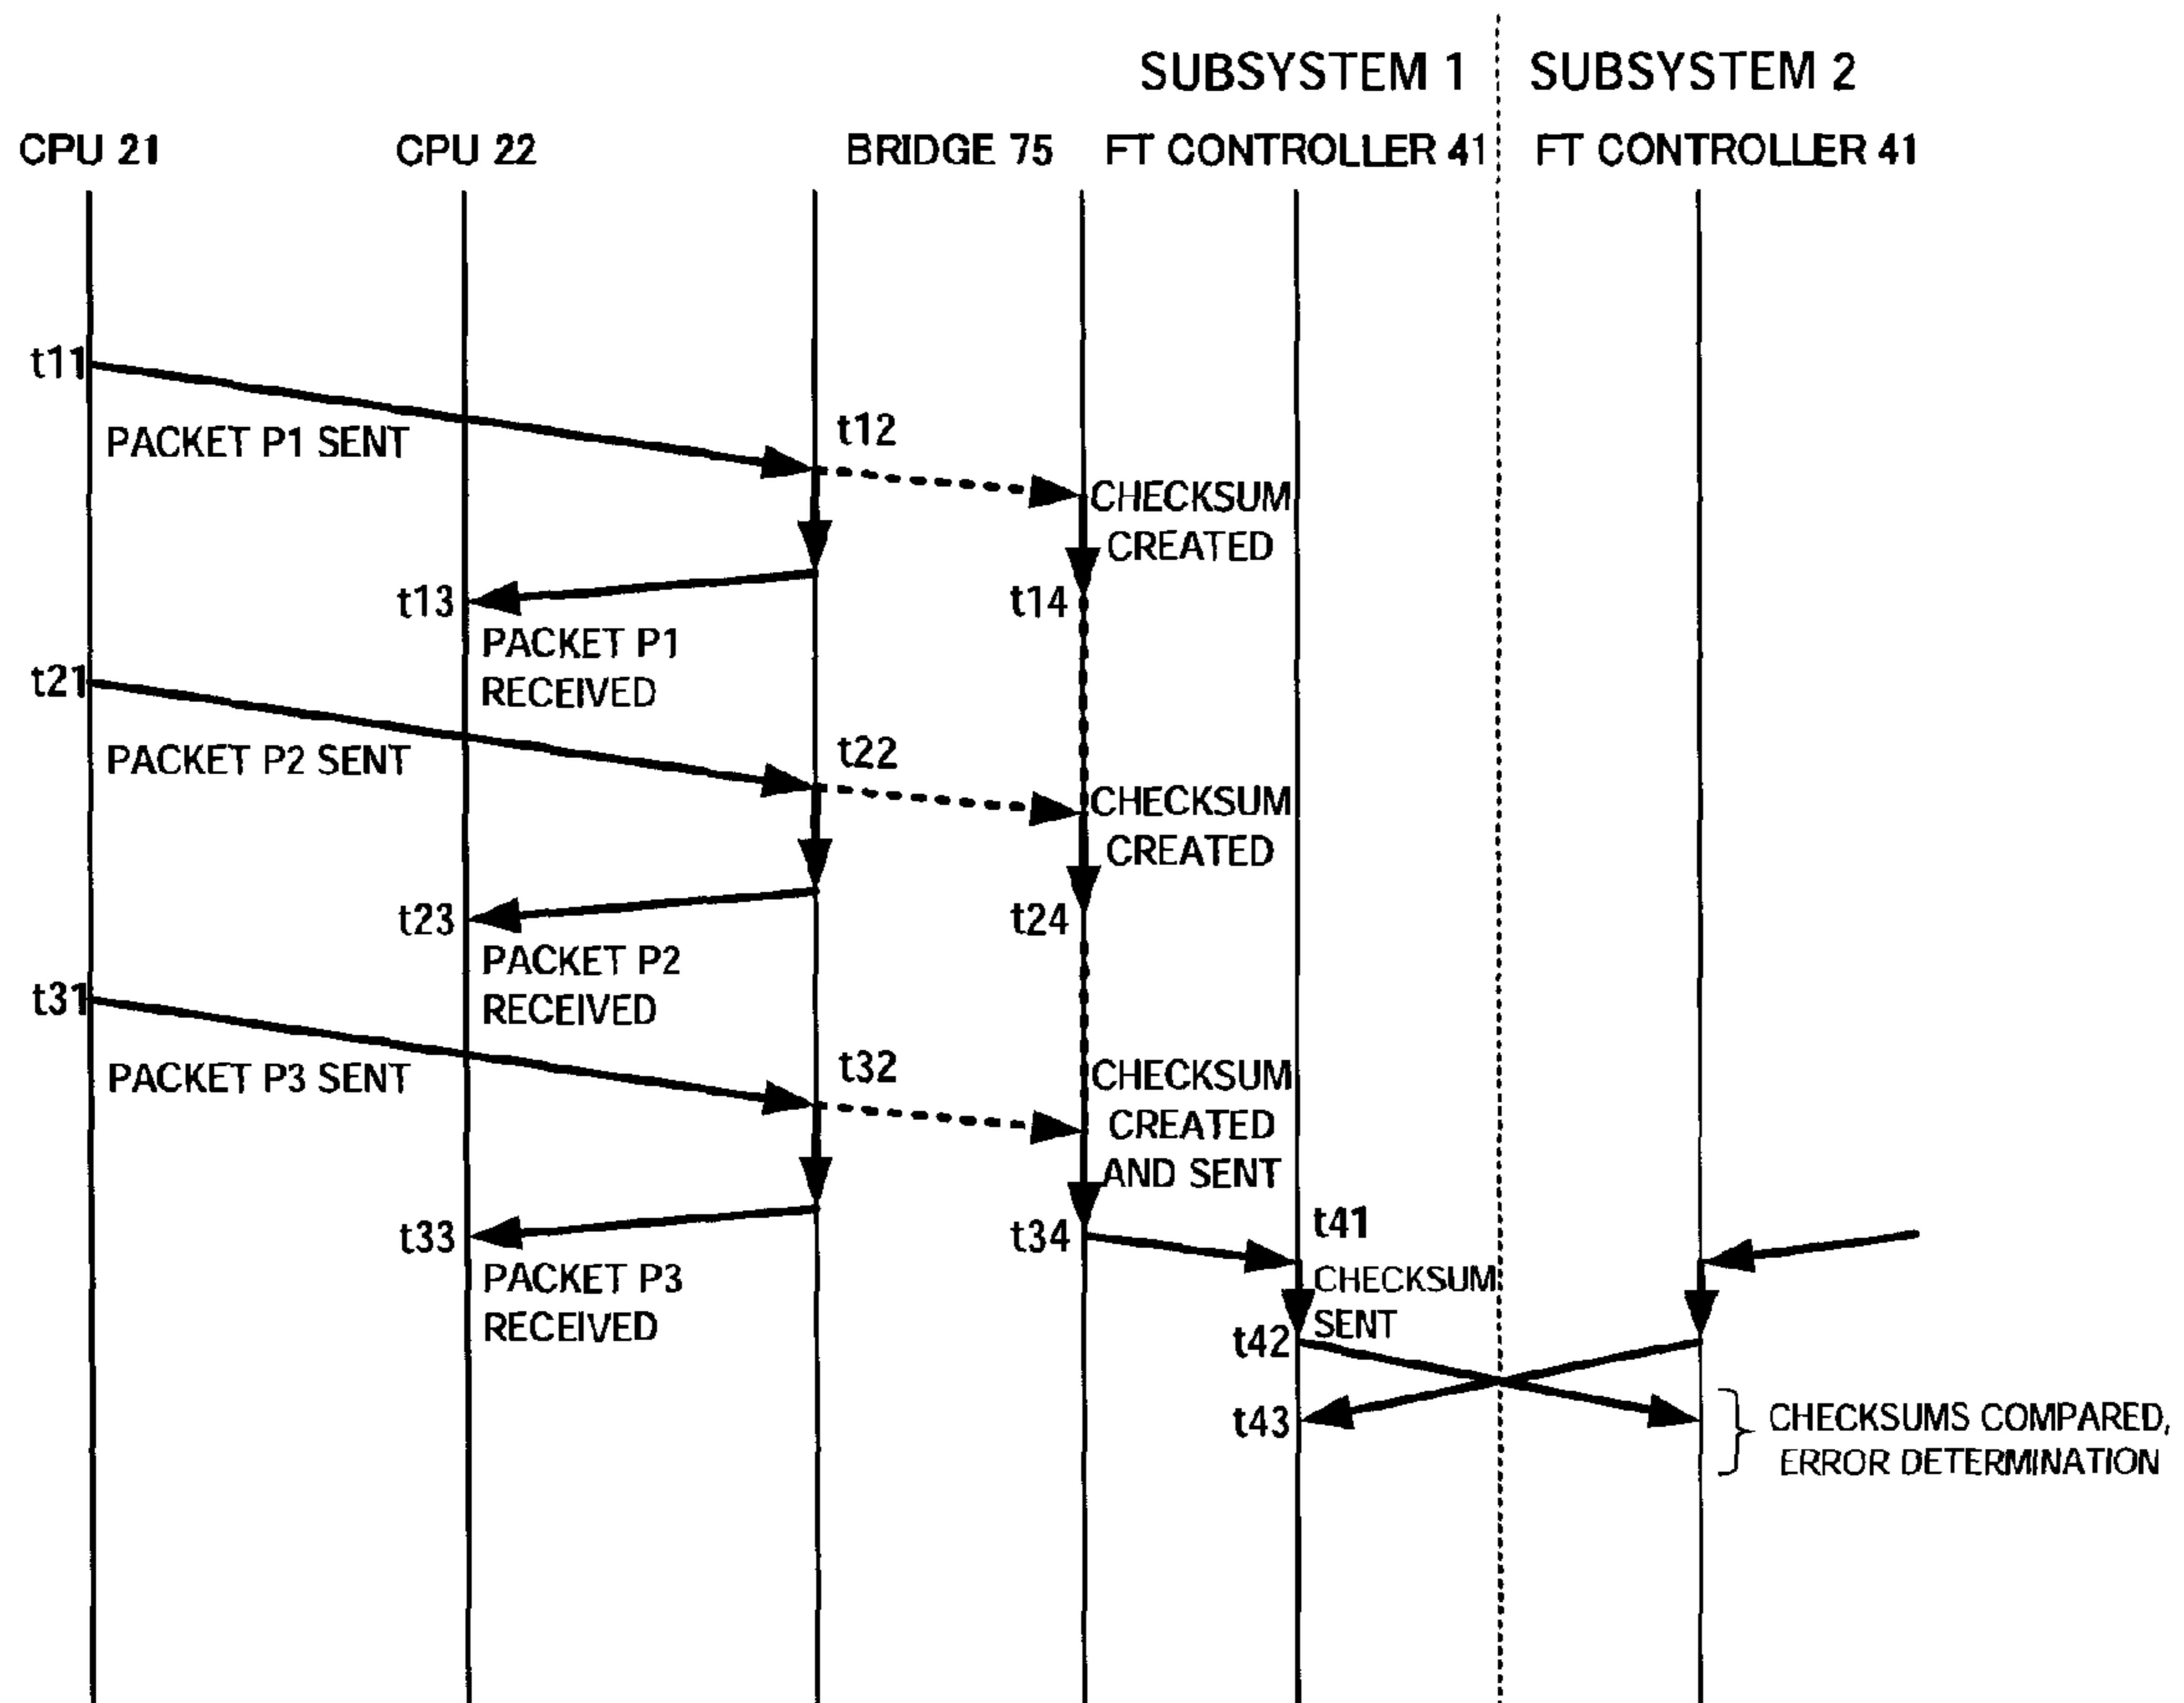 SUBSYSTEM 1
SUBSYSTEM 2
CPU 21
CPU 22
BRIDGE 75
FT CONTROLLER 41
FT CONTROLLER 41
t11
PACKET P1 SENT
t12
CHECKSUM
CREATED
t13
t14
PACKET P1
RECEIVED
t21
PACKET P2 SENT
t22
CHECKSUM
CREATED
t23
t24
PACKET P2
RECEIVED
t31
PACKET P3 SENT
t32
CHECKSUM
CREATED
AND SENT
t33
t34
PACKET P3
RECEIVED
t41
CHECKSUM
SENT
t42
t43
CHECKSUMS COMPARED,
ERROR DETERMINATION